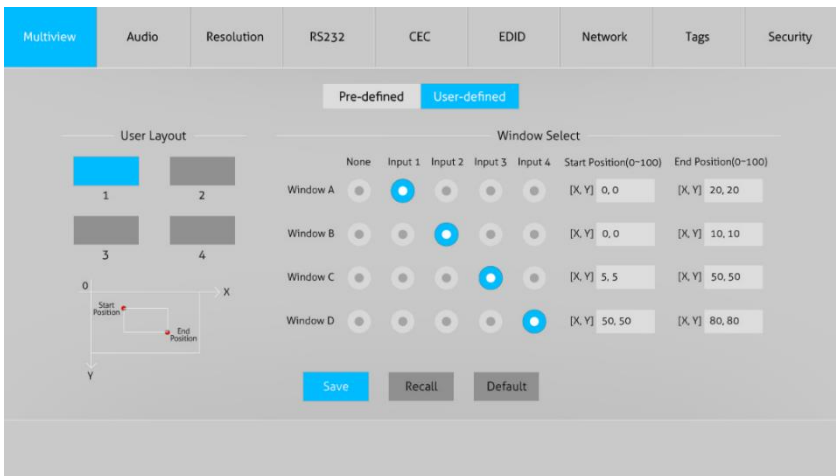 Multiview Audio Resolution RS232 CEC EDID Network Tags Security
Pre-defined User-defined
User Layout
1 2
3 4
0
X
Start
Position
End
Position
Y
Window Select
None Input 1 Input 2 Input 3 Input 4 Start Position(0~100) End Position(0~100)
Window A [X, Y] 0, 0 [X, Y] 20, 20
Window B [X, Y] 0, 0 [X, Y] 10, 10
Window C [X, Y] 5, 5 [X, Y] 50, 50
Window D [X, Y] 50, 50 [X, Y] 80, 80
Save Recall Default